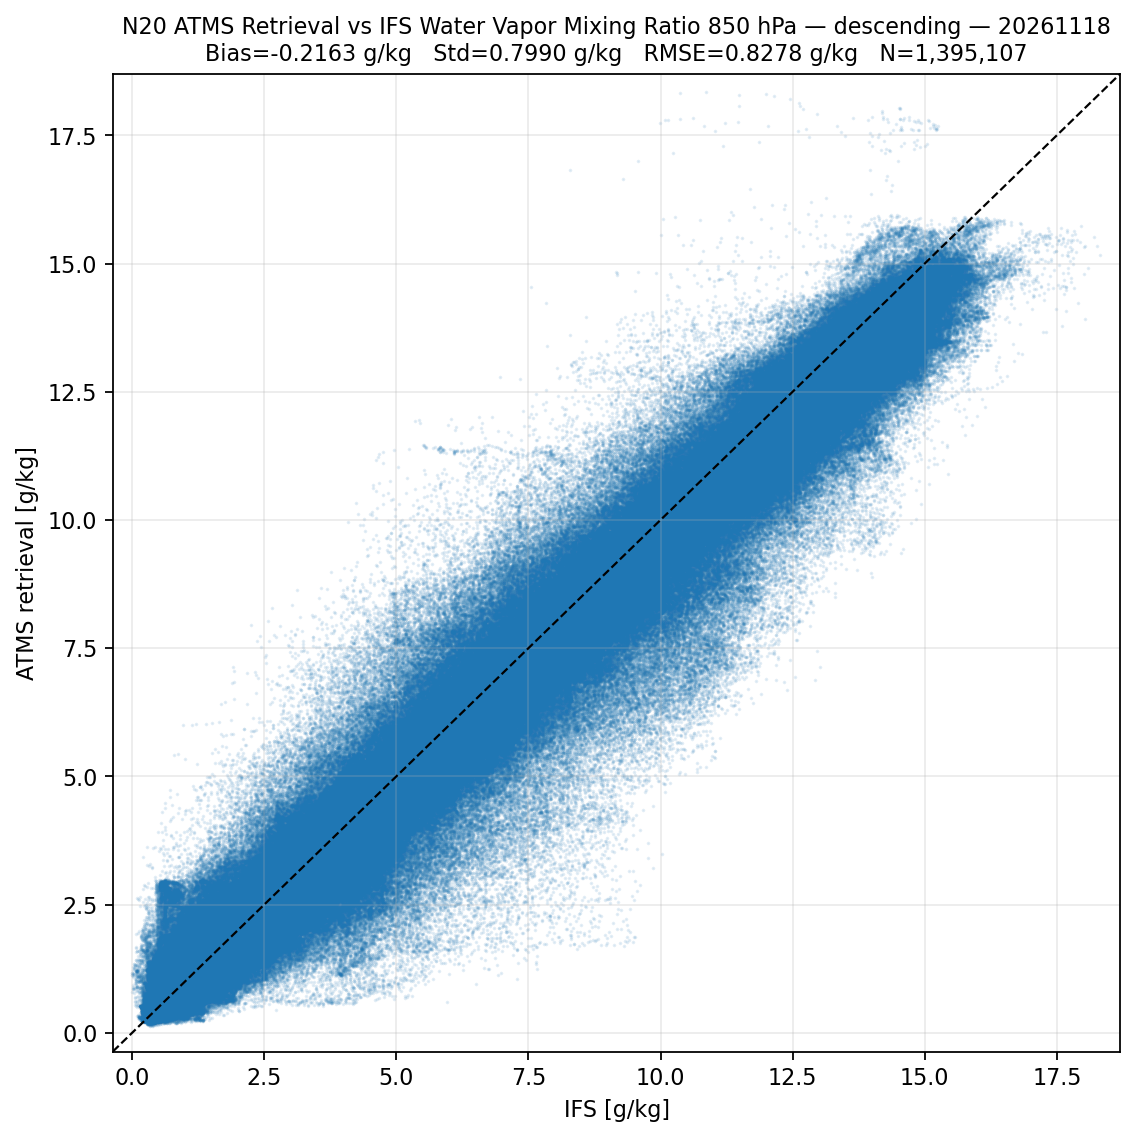 N20 ATMS Retrieval vs IFS Water Vapor Mixing Ratio 850 hPa — descending — 20261118
Bias=-0.2163 g/kg   Std=0.7990 g/kg   RMSE=0.8278 g/kg   N=1,395,107
17.5
15.0
12.5
10.0
7.5
5.0
2.5
0.0
ATMS retrieval [g/kg]
0.0 2.5 5.0 7.5 10.0 12.5 15.0 17.5
IFS [g/kg]